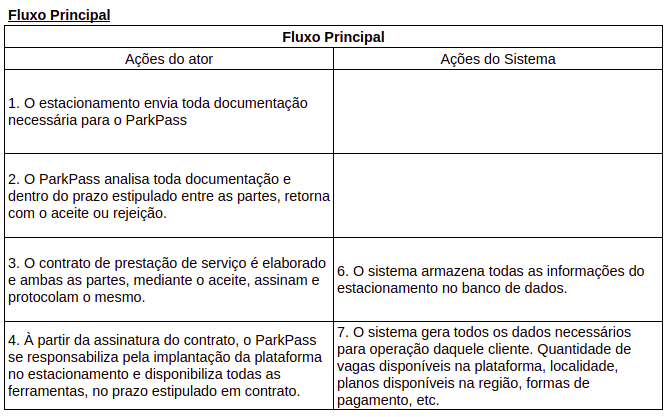 Fluxo Principal
Fluxo Principal
Ações do ator
Ações do Sistema
1. O estacionamento envia toda documentação
necessária para o ParkPass
2. O ParkPass analisa toda documentação e
dentro do prazo estipulado entre as partes, retorna
com o aceite ou rejeição.
3. O contrato de prestação de serviço é elaborado
e ambas as partes, mediante o aceite, assinam e
protocolam o mesmo.
6. O sistema armazena todas as informações do
estacionamento no banco de dados.
4. À partir da assinatura do contrato, o ParkPass
se responsabiliza pela implantação da plataforma
no estacionamento e disponibiliza todas as
ferramentas, no prazo estipulado em contrato.
7. O sistema gera todos os dados necessários
para operação daquele cliente. Quantidade de
vagas disponíveis na plataforma, localidade,
planos disponíveis na região, formas de
pagamento, etc.